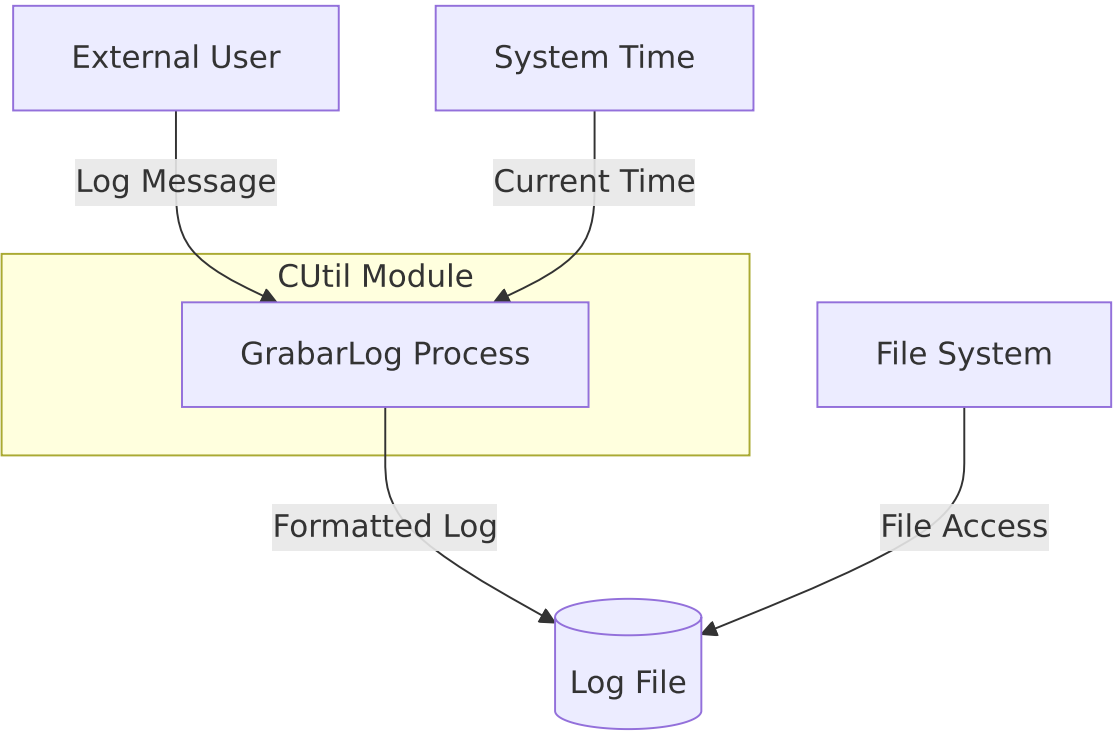 External User
System Time
Log Message
Current Time
CUtil Module
GrabarLog Process
File System
Formatted Log
File Access
Log File